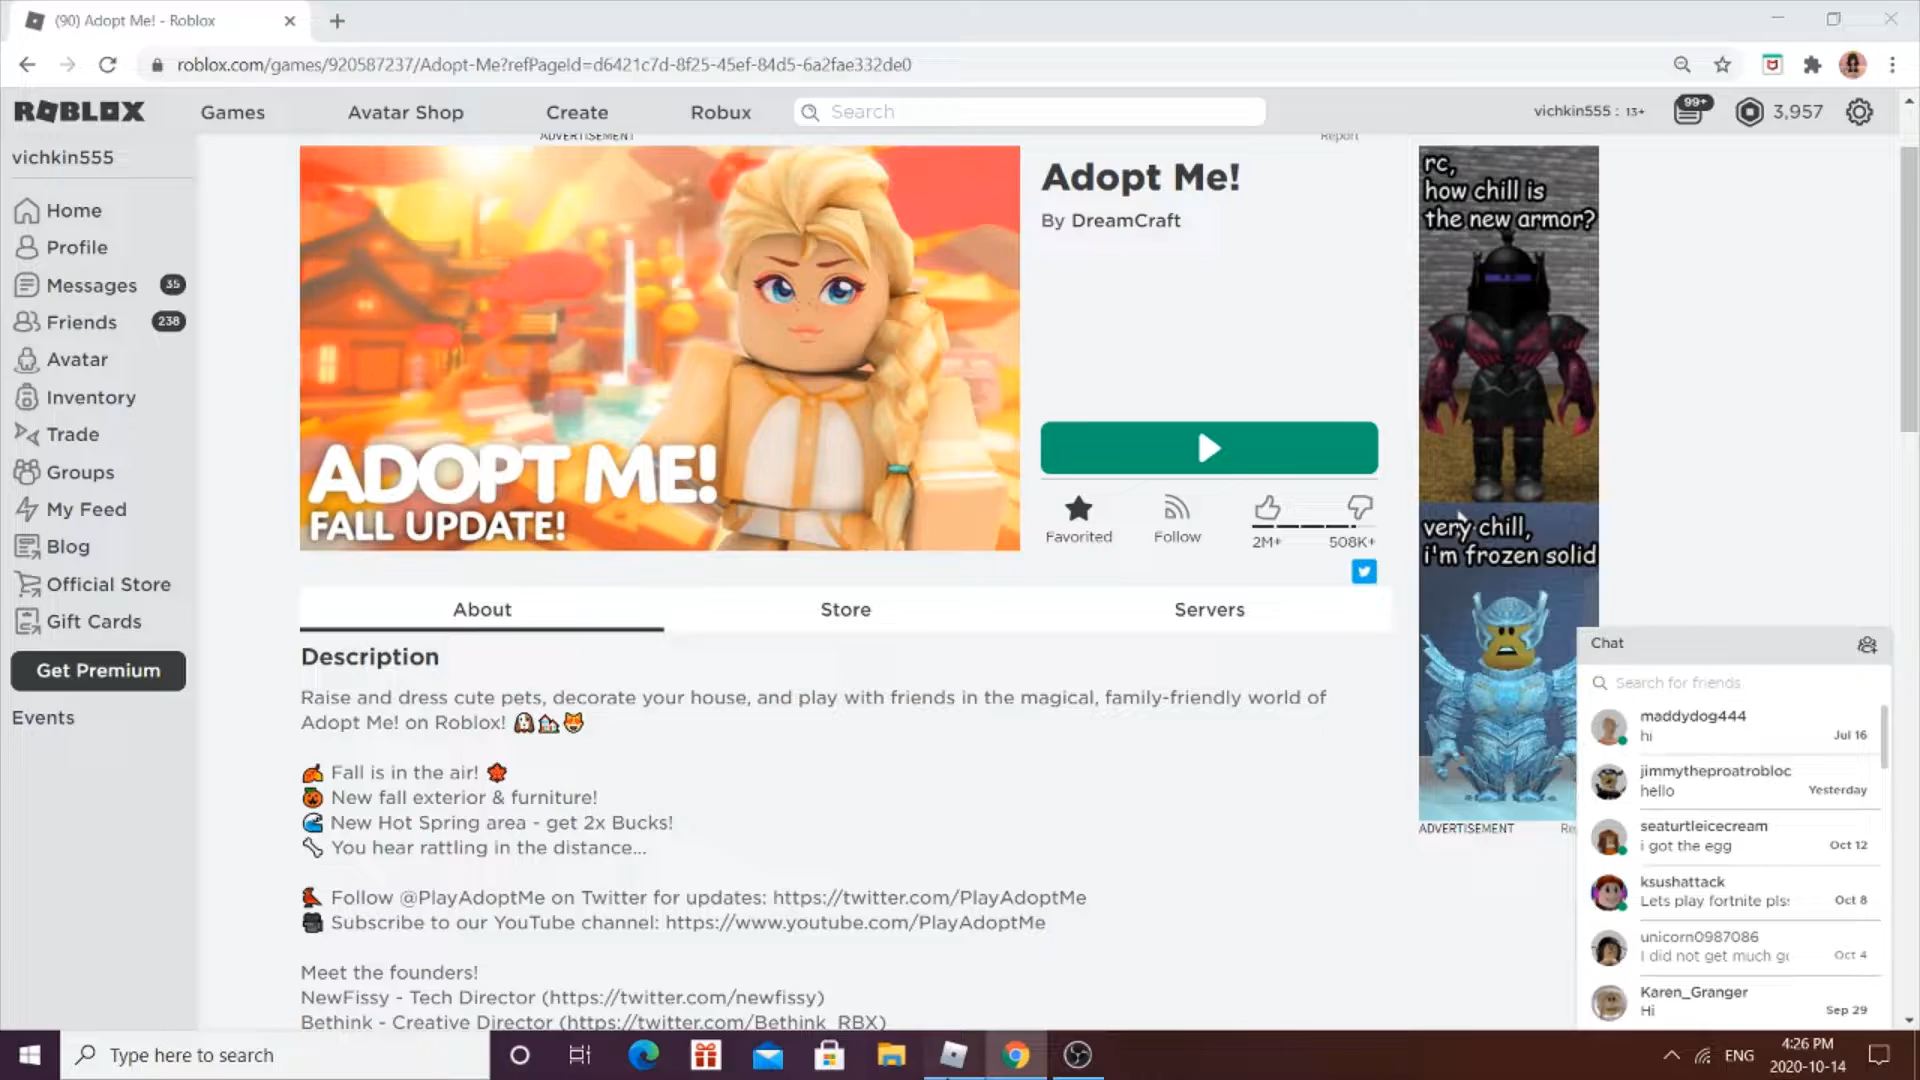 (90) Adopt Me! - Roblox
roblox.com/games/920587237/Adopt-Me?refPageId=d6421c7d-8f25-45ef-84d5-6a2fae332de0
ROBLOX
Games
Avatar Shop
Create
Robux
Search
vichkin555 : 13+
99+
3,957
vichkin555
Home
Profile
Messages 35
Friends 238
Avatar
Inventory
Trade
Groups
My Feed
Blog
Official Store
Gift Cards
Get Premium
Events
ADVERTISEMENT
Report
ADOPT ME!
FALL UPDATE!
Adopt Me!
By DreamCraft
Favorited
Follow
2M+
508K+
About
Store
Servers
Description
Raise and dress cute pets, decorate your house, and play with friends in the magical, family-friendly world of
Adopt Me! on Roblox! 🐶🏡😻
🍂 Fall is in the air! 🍁
🎃 New fall exterior & furniture!
🌊 New Hot Spring area - get 2x Bucks!
🦴 You hear rattling in the distance...
🐦 Follow @PlayAdoptMe on Twitter for updates: https://twitter.com/PlayAdoptMe
🎥 Subscribe to our YouTube channel: https://www.youtube.com/PlayAdoptMe
Meet the founders!
NewFissy - Tech Director (https://twitter.com/newfissy)
Bethink - Creative Director (https://twitter.com/Bethink_RBX)
rc,
how chill is
the new armor?
very chill,
i'm frozen solid
ADVERTISEMENT
Re
Chat
Search for friends
maddydog444
hi
Jul 16
jimmytheproatrobloc
hello
Yesterday
seaturtleicecream
i got the egg
Oct 12
ksushattack
Lets play fortnite pls
Oct 8
unicorn0987086
I did not get much
Oct 4
Karen_Granger
Hi
Sep 29
Type here to search
ENG
4:26 PM
2020-10-14